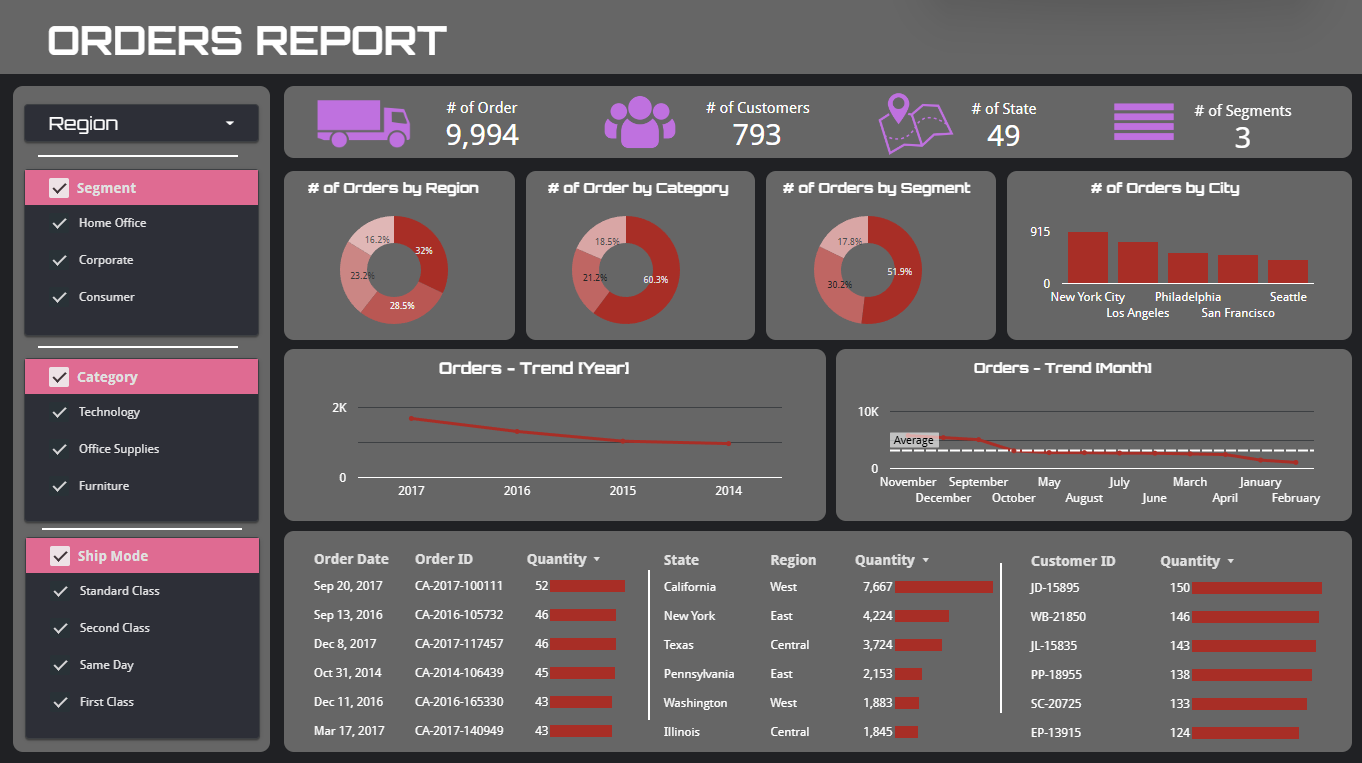 ORDERS REPORT
Region
Segment
Home Office
Corporate
Consumer
Category
Technology
Office Supplies
Furniture
Ship Mode
Standard Class
Second Class
Same Day
First Class
# of Order
9,994
# of Customers
793
# of State
49
# of Segments
3
# of Orders by Region
16.2%
32%
23.2%
28.5%
# of Order by Category
18.5%
21.2%
60.3%
# of Orders by Segment
17.8%
51.9%
30.2%
# of Orders by City
915
0
New York City Philadelphia Seattle
Los Angeles San Francisco
Orders - Trend [Year]
2K
0
2017 2016 2015 2014
Orders - Trend [Month]
10K
Average
0
November September May July March January
December October August June April February
Order Date Order ID Quantity
Sep 20, 2017 CA-2017-100111 52
Sep 13, 2016 CA-2016-105732 46
Dec 8, 2017 CA-2017-117457 46
Oct 31, 2014 CA-2014-106439 45
Dec 11, 2016 CA-2016-165330 43
Mar 17, 2017 CA-2017-140949 43
State Region Quantity
California West 7,667
New York East 4,224
Texas Central 3,724
Pennsylvania East 2,153
Washington West 1,883
Illinois Central 1,845
Customer ID Quantity
JD-15895 150
WB-21850 146
JL-15835 143
PP-18955 138
SC-20725 133
EP-13915 124